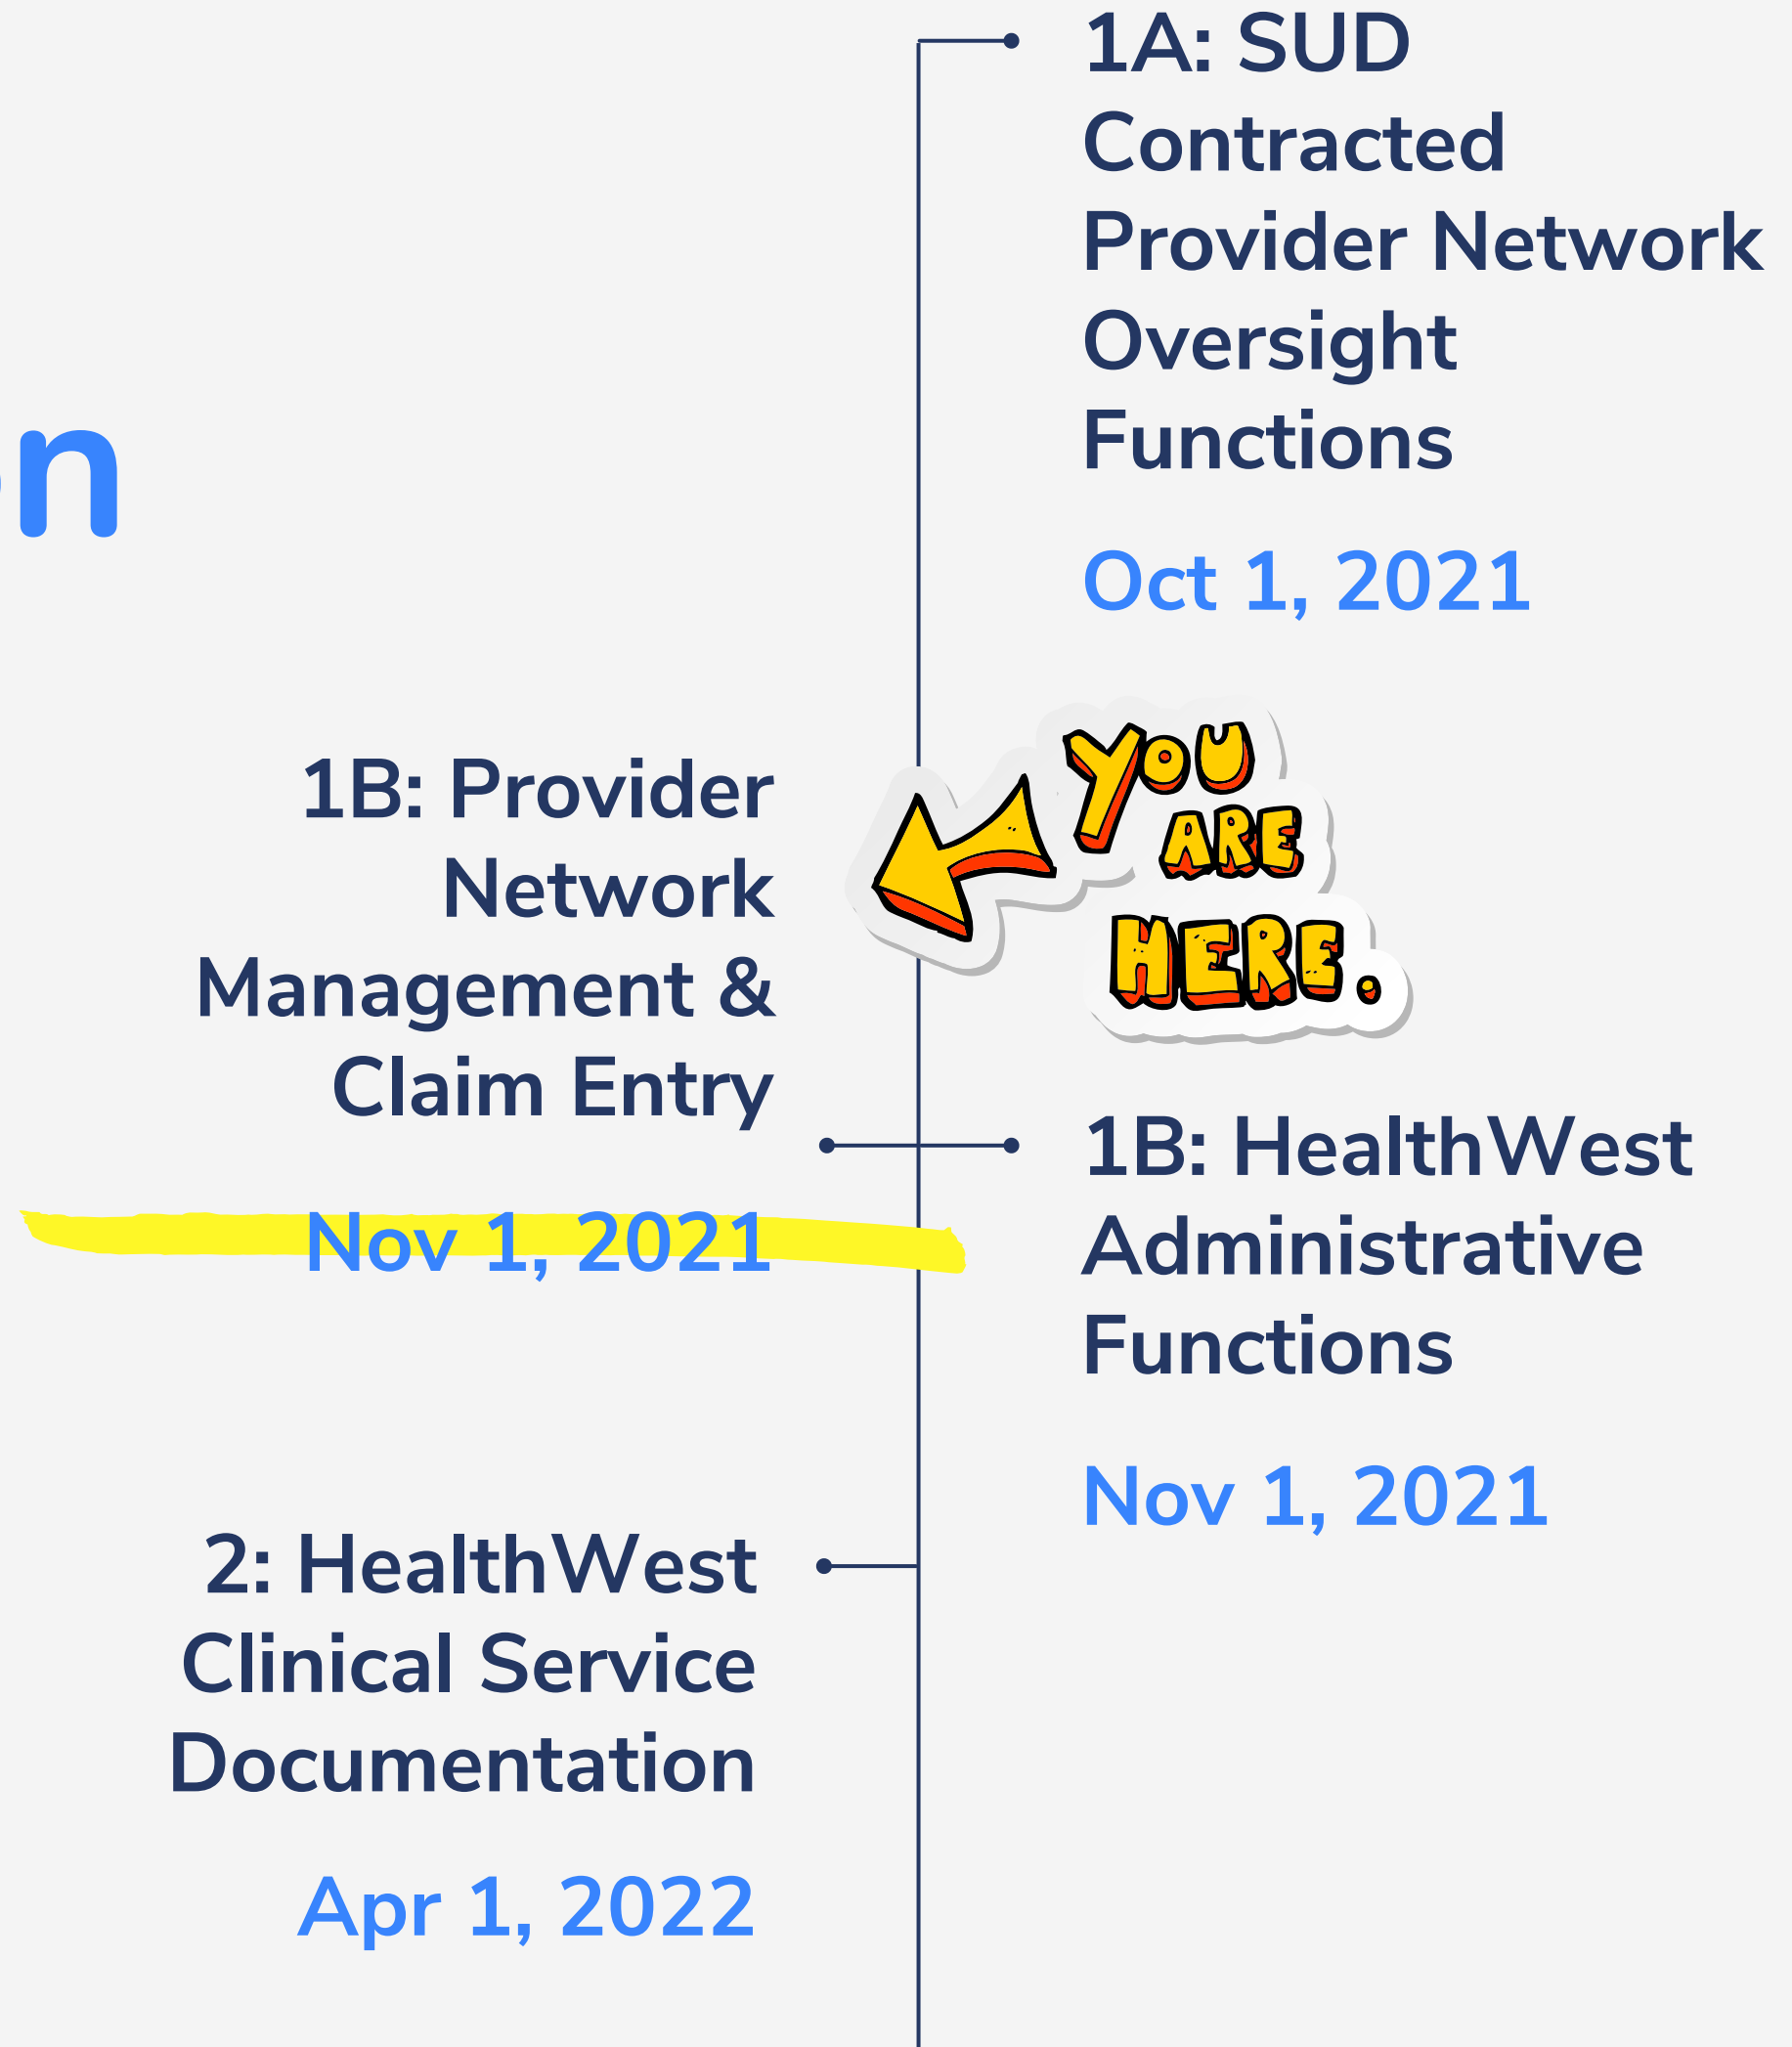 1A: SUD
Contracted
Provider Network
Oversight
Functions
Oct 1, 2021
n
YOU
ARE
HERE.
1B: Provider
Network
Management &
Claim Entry
Nov 1, 2021
1B: HealthWest
Administrative
Functions
Nov 1, 2021
2: HealthWest
Clinical Service
Documentation
Apr 1, 2022